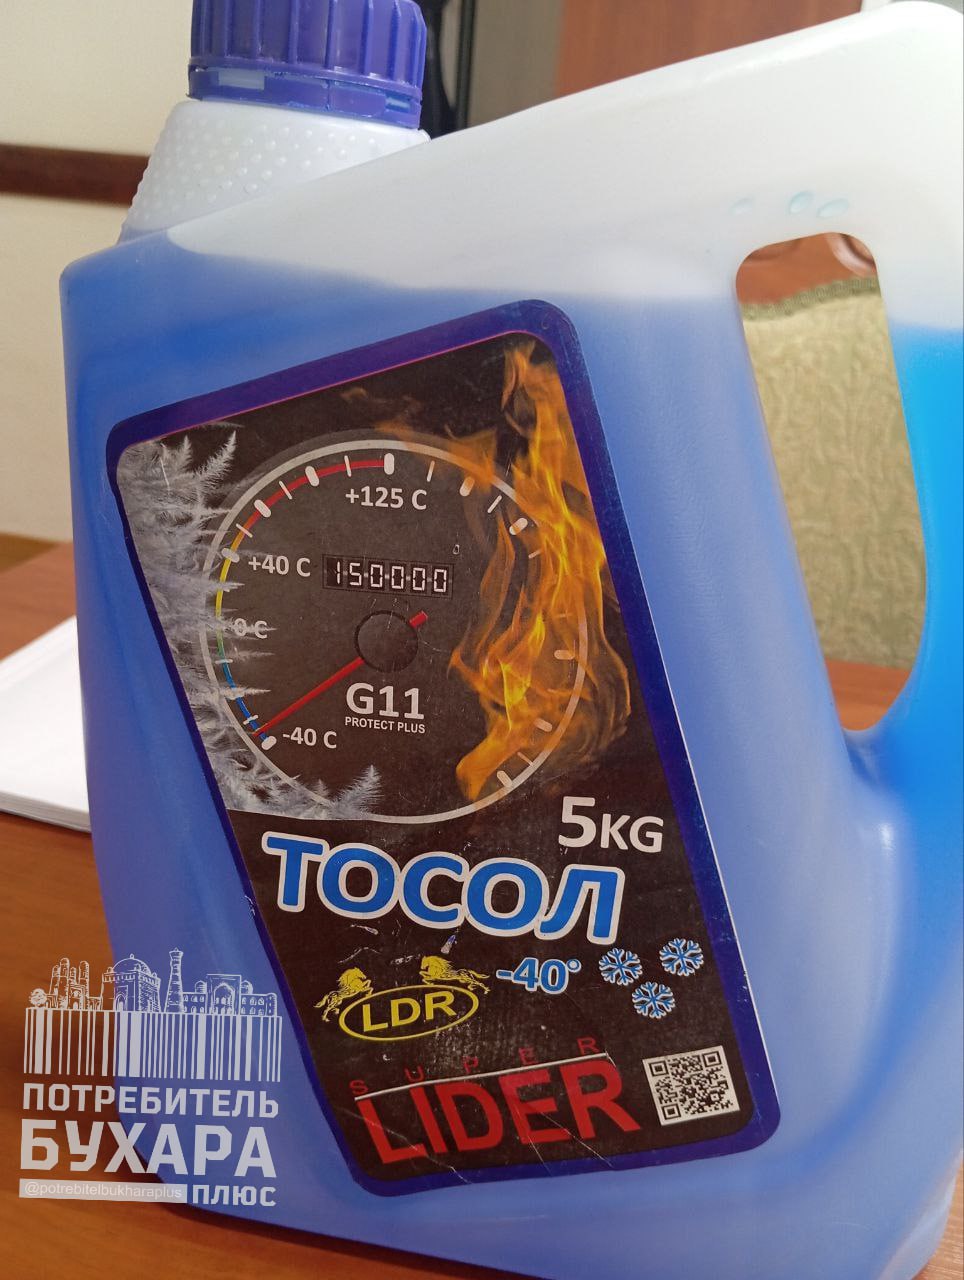 +125 C
+40 C
150000
0 C
G11
PROTECT PLUS
-40 C
5KG
ТОСОЛ
-40°
LDR
SUPER
LIDER
ПОТРЕБИТЕЛЬ
БУХАРА
@potrebitelbukharaplus ПЛЮС